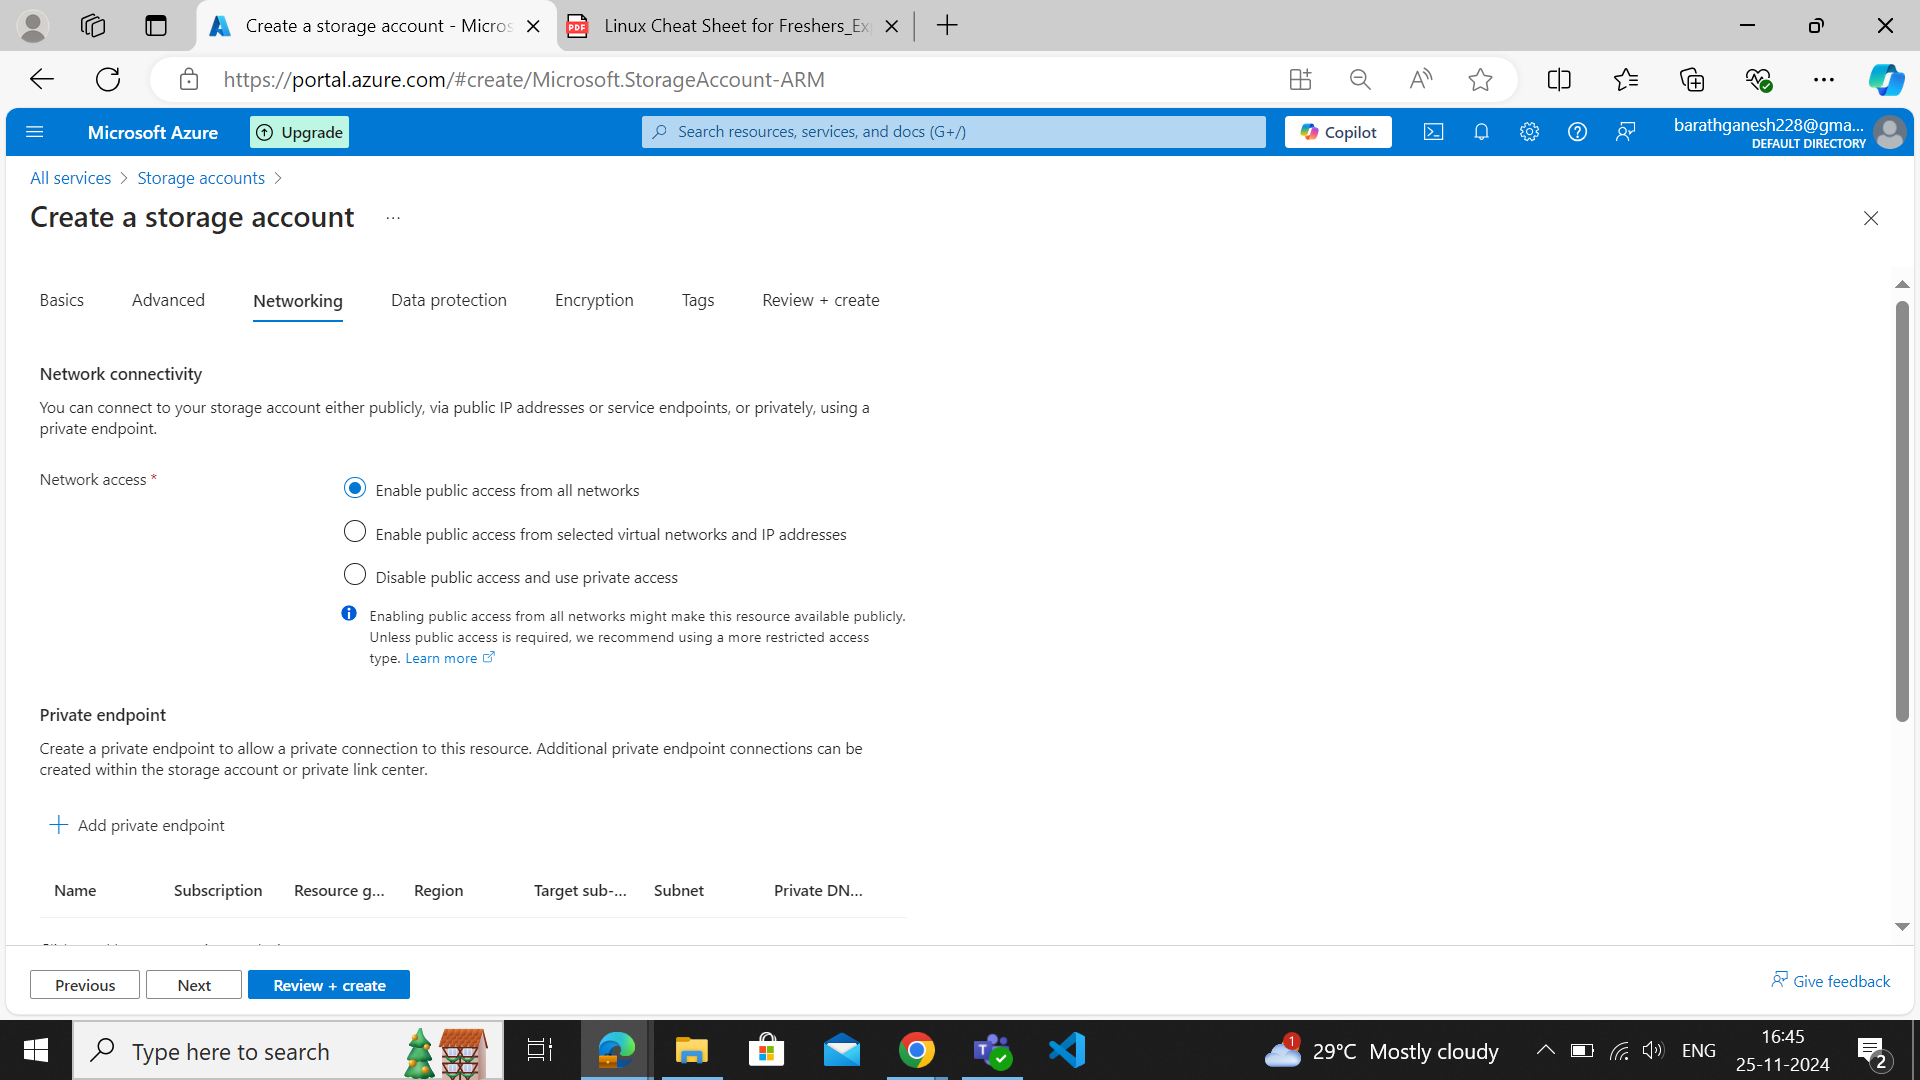 Create a storage account - Micros
Linux Cheat Sheet for Freshers_Ex
https://portal.azure.com/#create/Microsoft.StorageAccount-ARM
Microsoft Azure
Upgrade
Search resources, services, and docs (G+/)
Copilot
barathganesh228@gma...
DEFAULT DIRECTORY
All services
Storage accounts
Create a storage account
...
Basics
Advanced
Networking
Data protection
Encryption
Tags
Review + create
Network connectivity
You can connect to your storage account either publicly, via public IP addresses or service endpoints, or privately, using a
private endpoint.
Network access *
Enable public access from all networks
Enable public access from selected virtual networks and IP addresses
Disable public access and use private access
Enabling public access from all networks might make this resource available publicly.
Unless public access is required, we recommend using a more restricted access
type. Learn more
Private endpoint
Create a private endpoint to allow a private connection to this resource. Additional private endpoint connections can be
created within the storage account or private link center.
Add private endpoint
Name
Subscription
Resource g...
Region
Target sub-...
Subnet
Private DN...
Previous
Next
Review + create
Give feedback
Type here to search
1
29°C Mostly cloudy
ENG
16:45
25-11-2024
2